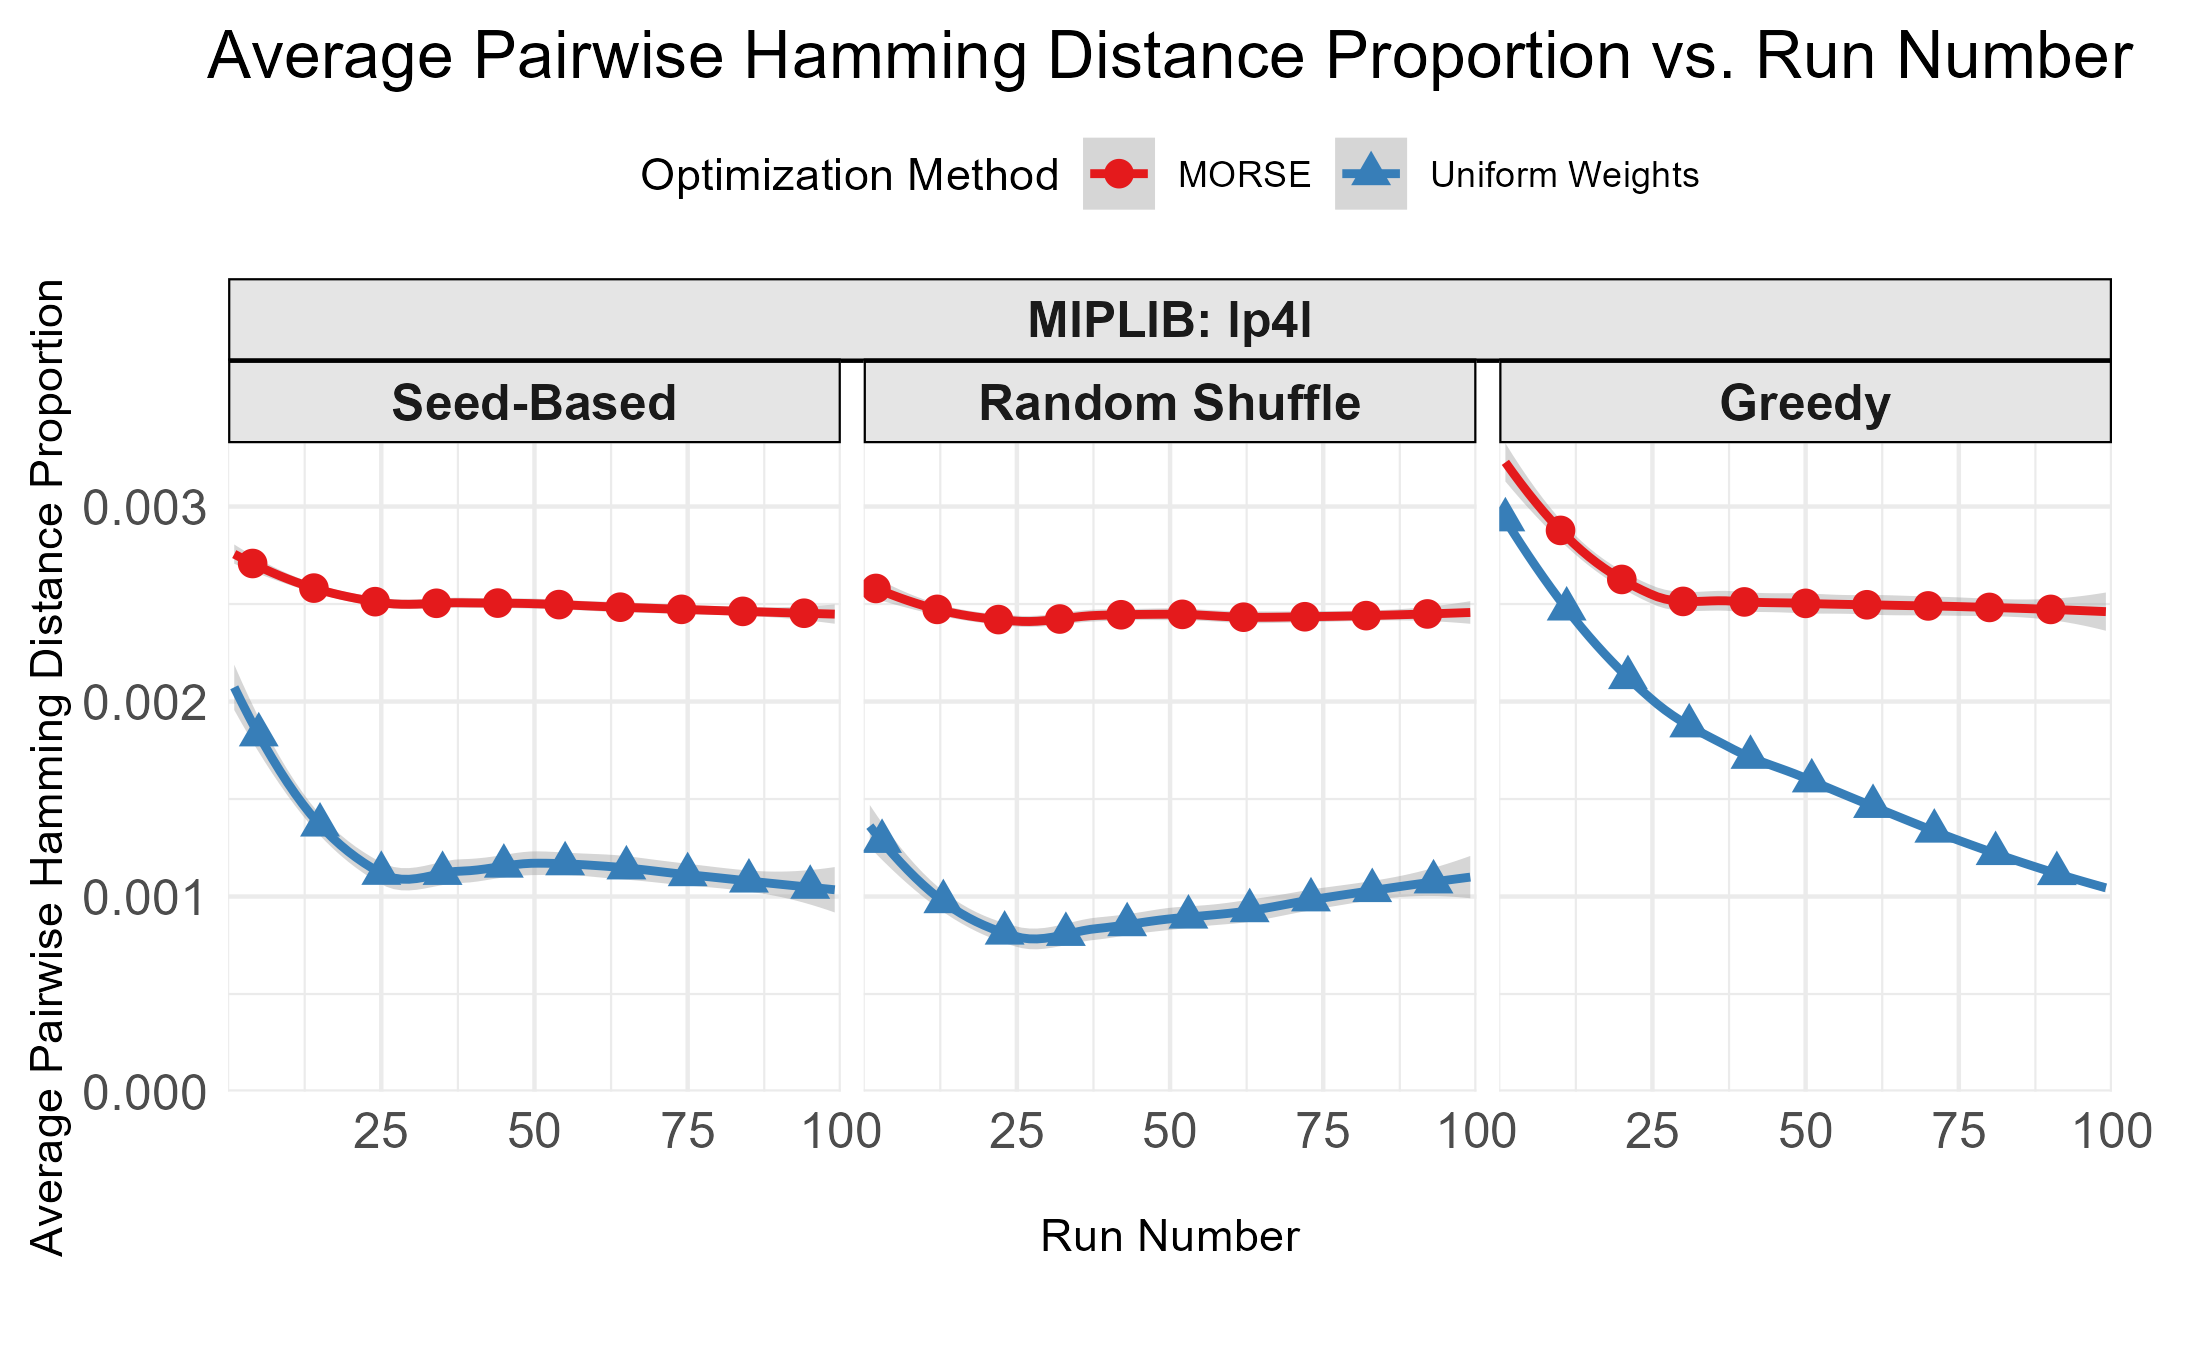 Average Pairwise Hamming Distance Proportion vs. Run Number
Optimization Method MORSE Uniform Weights
MIPLIB: lp4l
Seed-Based Random Shuffle Greedy
Average Pairwise Hamming Distance Proportion
0.003
0.002
0.001
0.000
25 50 75 100 25 50 75 100 25 50 75 100
Run Number